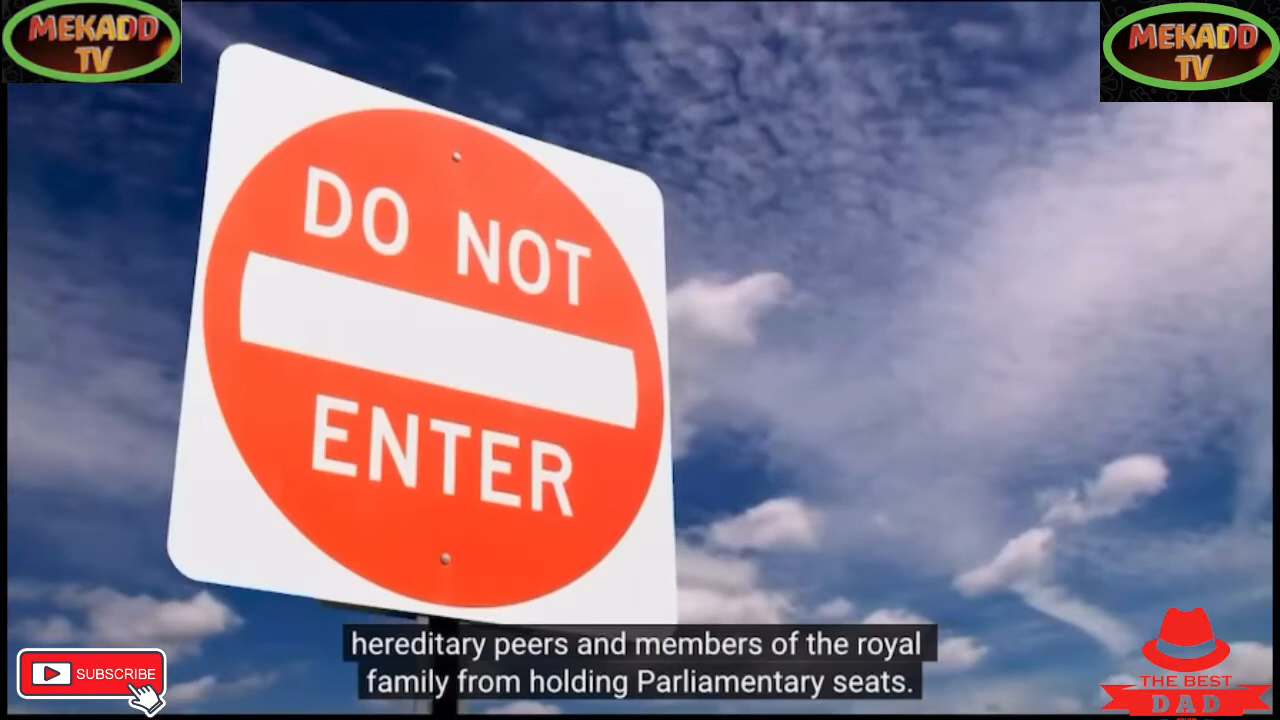 MEKADD
TV
MEKADD
TV
DO NOT
ENTER
hereditary peers and members of the royal
family from holding Parliamentary seats.
SUBSCRIBE
THE BEST
DAD